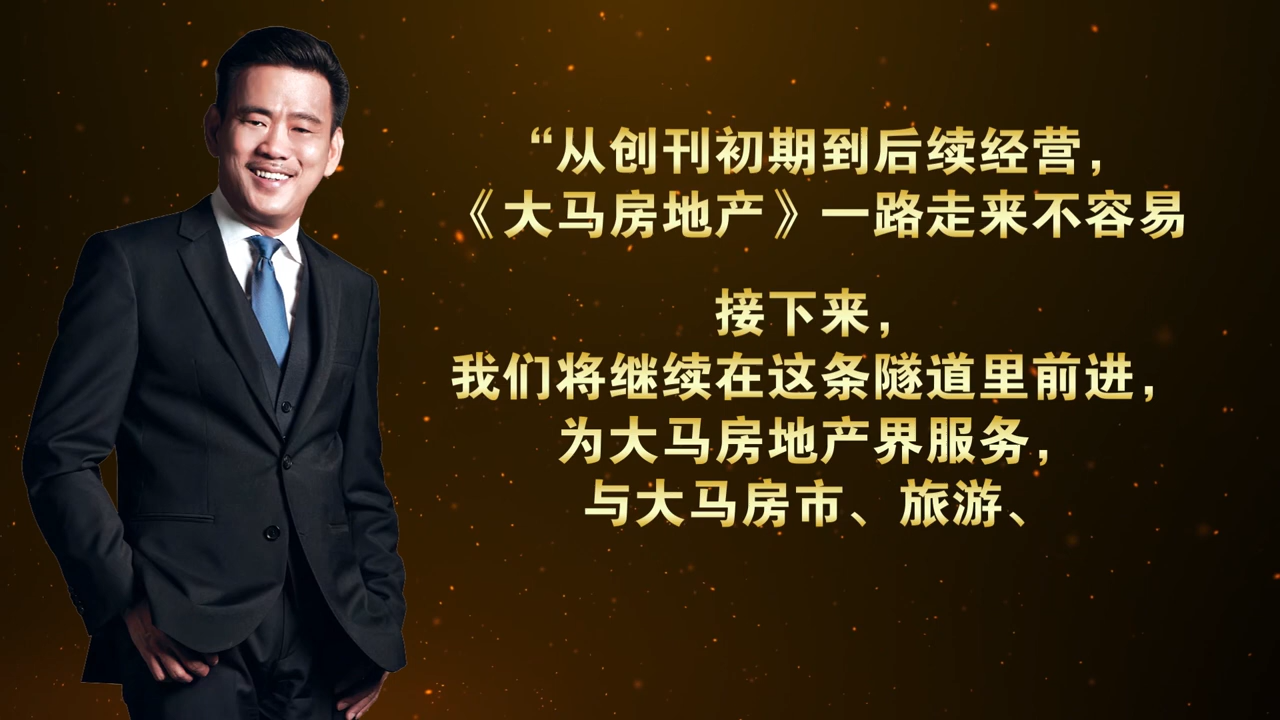 “从创刊初期到后续经营，
《大马房地产》一路走来不容易
接下来，
我们将继续在这条隧道里前进，
为大马房地产界服务，
与大马房市、旅游、